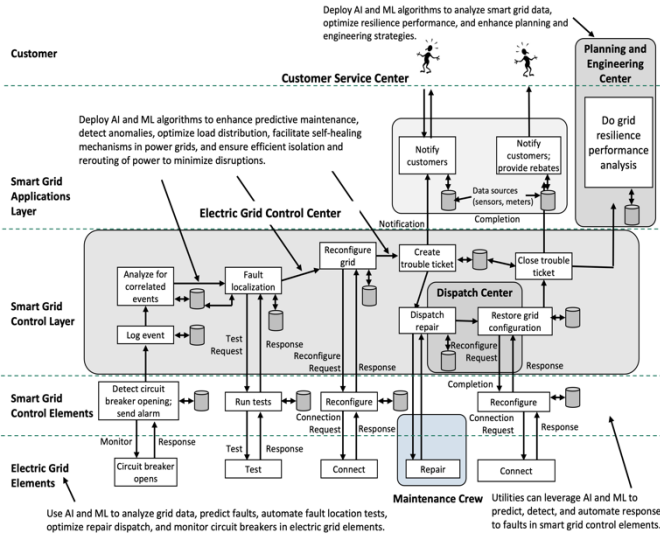 Deploy AI and ML algorithms to analyze smart grid data,
optimize resilience performance, and enhance planning and
engineering strategies.
Customer
Planning and
Engineering
Center
Customer Service Center
Deploy AI and ML algorithms to enhance predictive maintenance,
detect anomalies, optimize load distribution, facilitate self-healing
mechanisms in power grids, and ensure efficient isolation and
rerouting of power to minimize disruptions.
Do grid
resilience
performance
analysis
Notify
customers
Notify
customers;
provide rebates
Smart Grid
Applications
Layer
Data sources
(sensors, meters)
Electric Grid Control Center
Notification
Completion
Reconfigure
grid
Create
trouble ticket
Close trouble
ticket
Analyze for
correlated
events
Fault
localization
Dispatch Center
Smart Grid
Control Layer
Log event
Test
Request
Response
Reconfigure
Request
Response
Dispatch
repair
Restore grid
configuration
Reconfigure
Request
Response
Completion
Smart Grid
Control Elements
Detect circuit
breaker opening;
send alarm
Run tests
Reconfigure
Reconfigure
Connection
Request
Connection
Request
Monitor
Response
Test
Response
Response
Response
Electric Grid
Elements
Circuit breaker
opens
Test
Connect
Repair
Connect
Maintenance Crew
Use AI and ML to analyze grid data, predict faults, automate fault location tests,
optimize repair dispatch, and monitor circuit breakers in electric grid elements.
Utilities can leverage AI and ML to
predict, detect, and automate response
to faults in smart grid control elements.